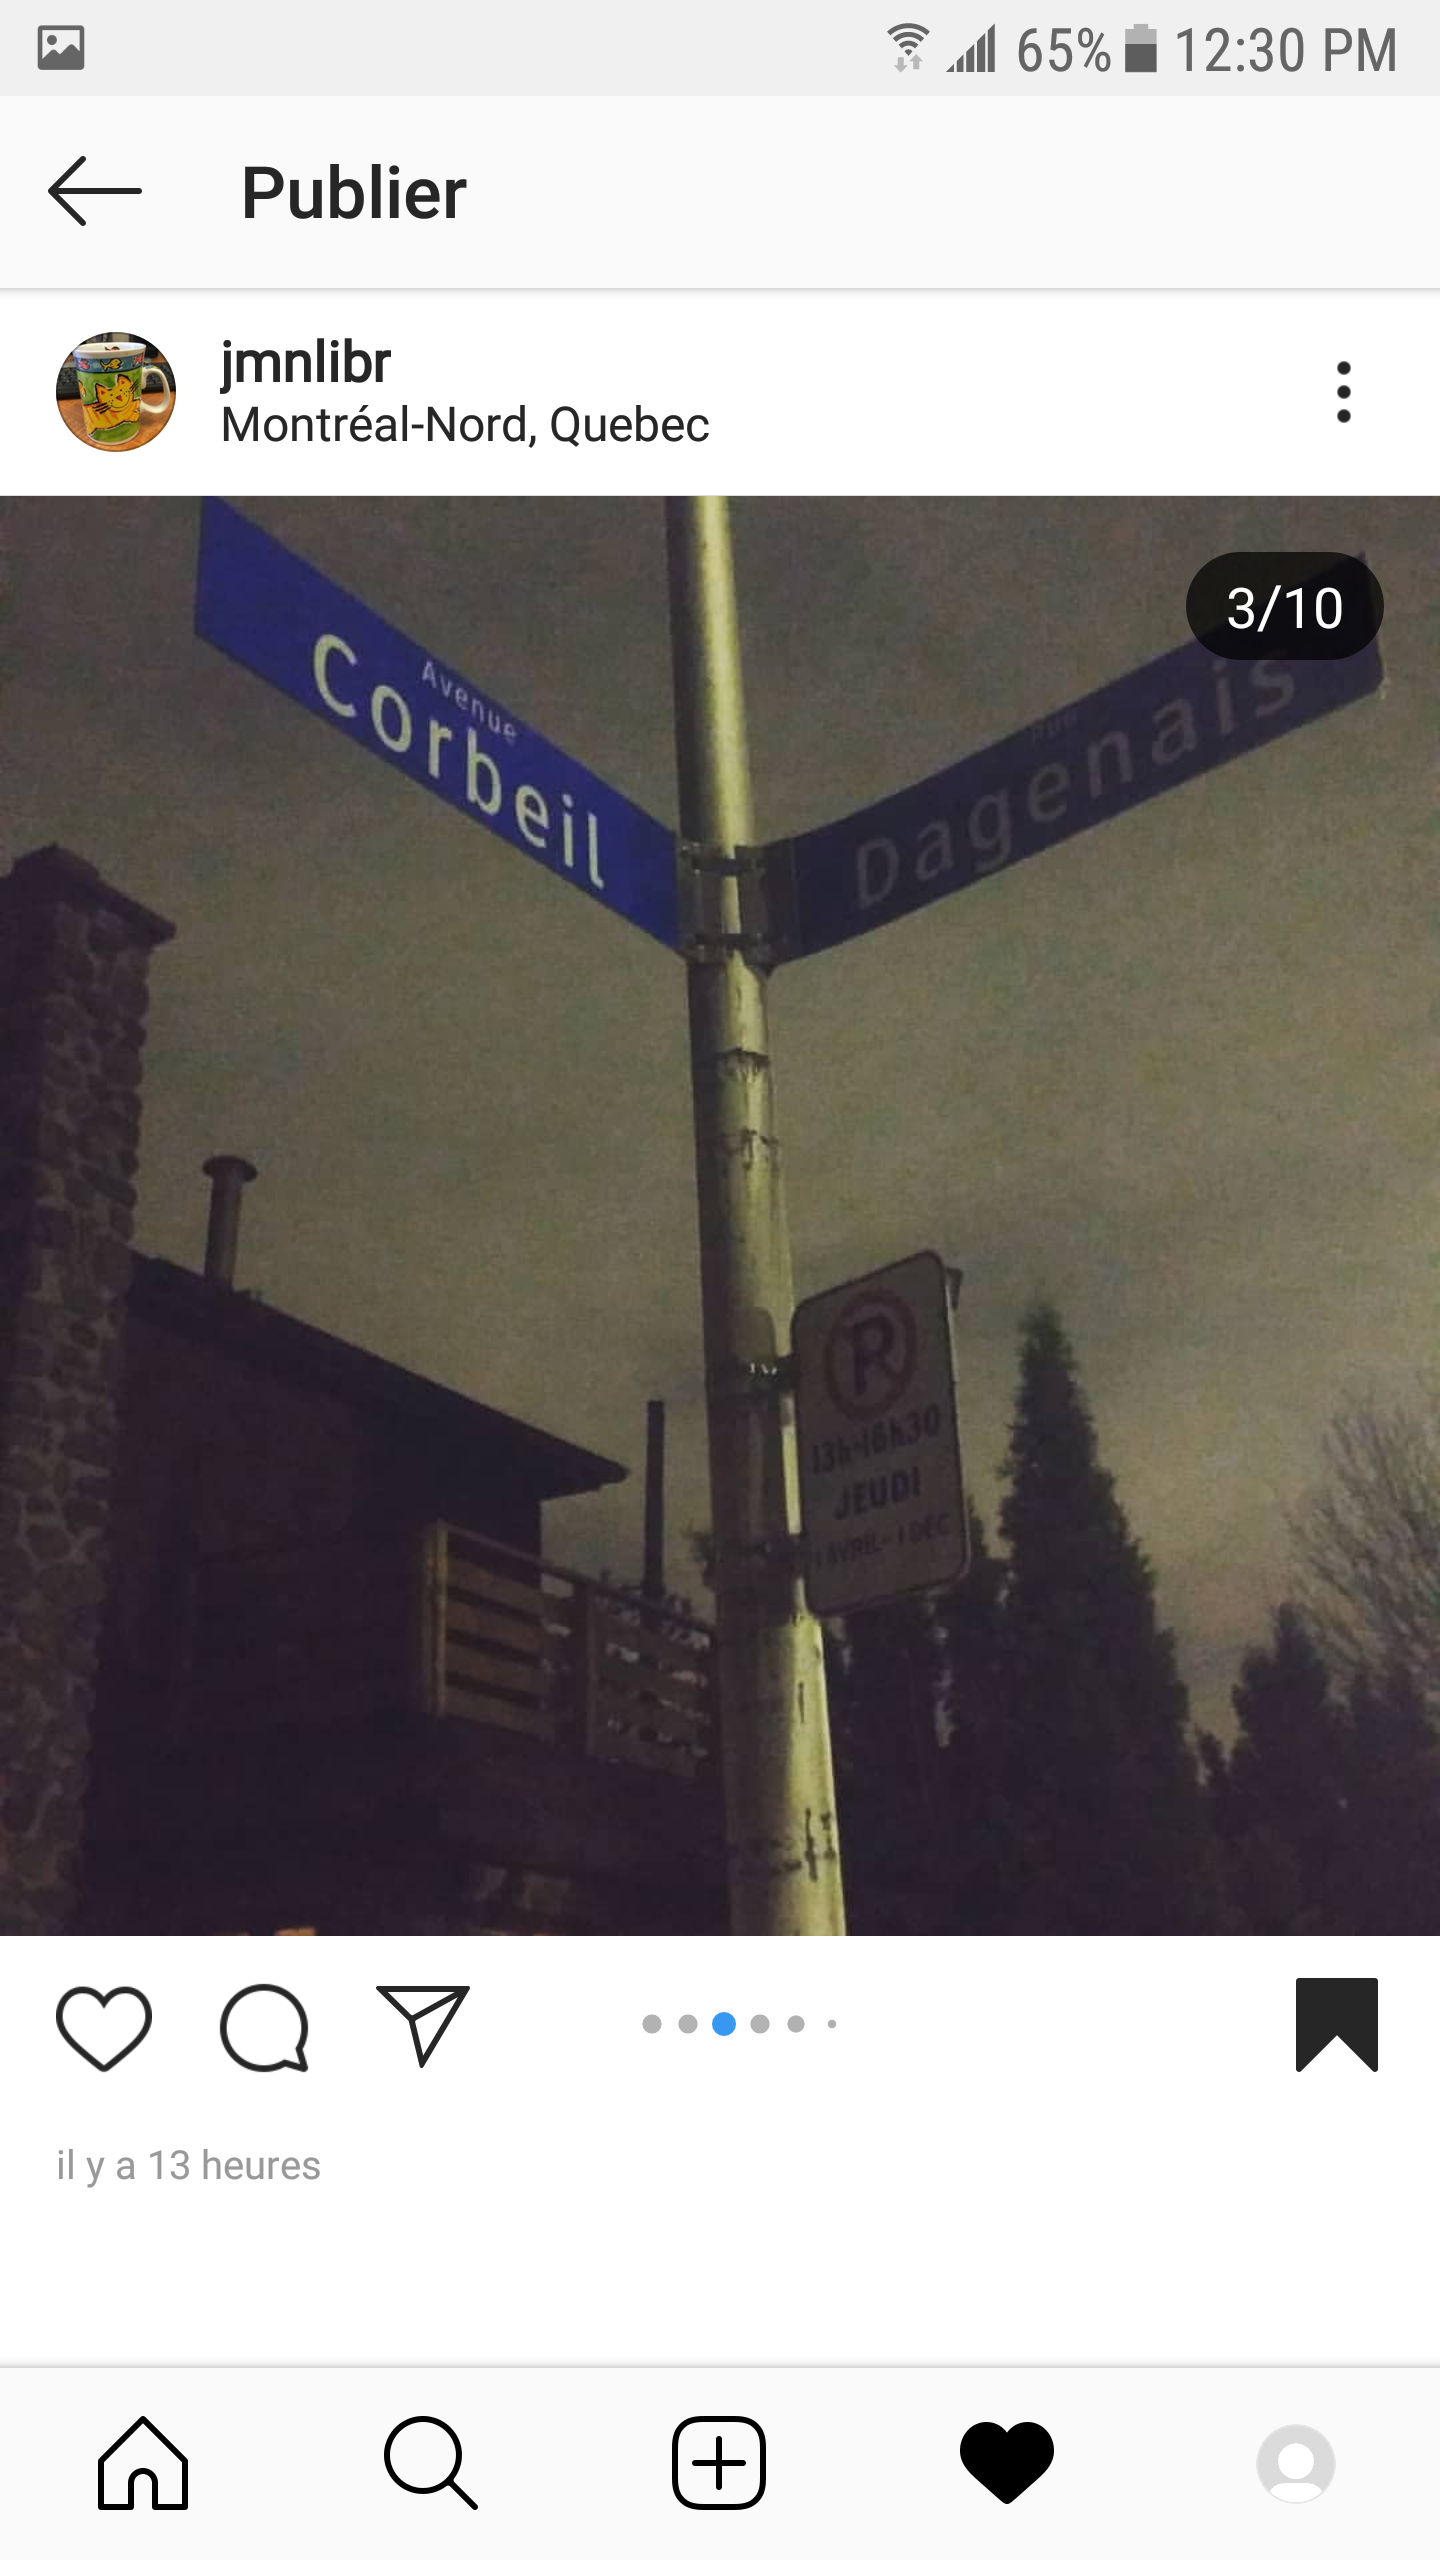 65% 12:30 PM
Publier
jmnlibr
Montréal-Nord, Quebec
3/10
Avenue
Corbeil
Rue
Dagenais
P
13h-16h30
JEUDI
1 AVRIL - 1 DÉC
il y a 13 heures